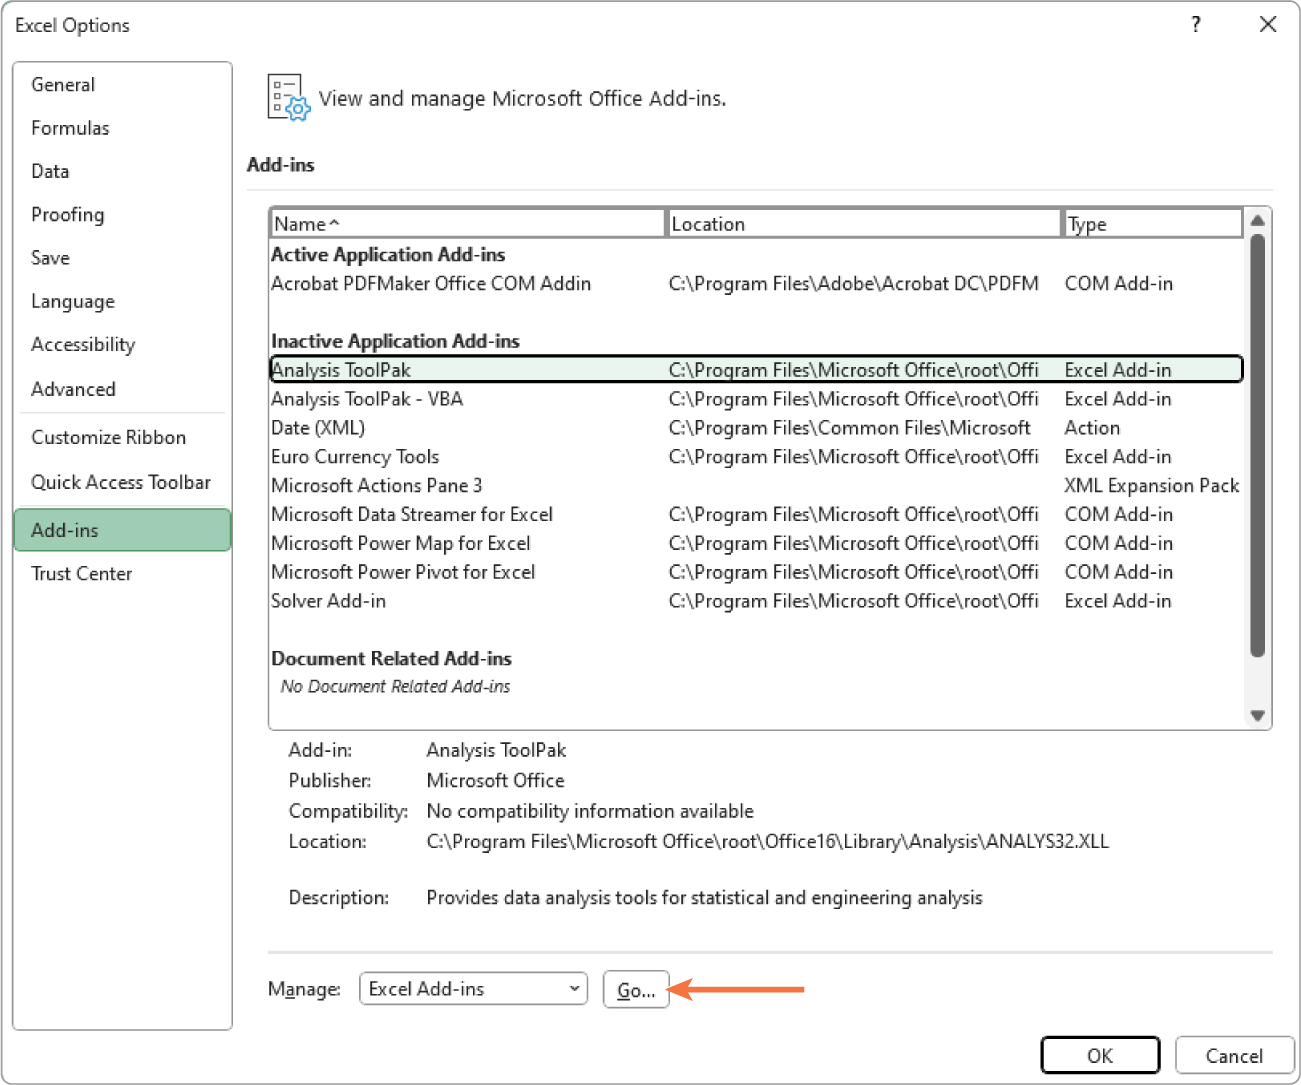 Excel Options ?
General
Formulas
Data
Proofing
Save
Language
Accessibility
Advanced
Customize Ribbon
Quick Access Toolbar
Add-ins
Trust Center
View and manage Microsoft Office Add-ins.
Add-ins
Name Location Type
Active Application Add-ins
Acrobat PDFMaker Office COM Addin C:\Program Files\Adobe\Acrobat DC\PDFM COM Add-in
Inactive Application Add-ins
Analysis ToolPak C:\Program Files\Microsoft Office\root\Offi Excel Add-in
Analysis ToolPak - VBA C:\Program Files\Microsoft Office\root\Offi Excel Add-in
Date (XML) C:\Program Files\Common Files\Microsoft Action
Euro Currency Tools C:\Program Files\Microsoft Office\root\Offi Excel Add-in
Microsoft Actions Pane 3 XML Expansion Pack
Microsoft Data Streamer for Excel C:\Program Files\Microsoft Office\root\Offi COM Add-in
Microsoft Power Map for Excel C:\Program Files\Microsoft Office\root\Offi COM Add-in
Microsoft Power Pivot for Excel C:\Program Files\Microsoft Office\root\Offi COM Add-in
Solver Add-in C:\Program Files\Microsoft Office\root\Offi Excel Add-in
Document Related Add-ins
No Document Related Add-ins
Add-in: Analysis ToolPak
Publisher: Microsoft Office
Compatibility: No compatibility information available
Location: C:\Program Files\Microsoft Office\root\Office16\Library\Analysis\ANALYS32.XLL
Description: Provides data analysis tools for statistical and engineering analysis
Manage: Excel Add-ins Go...
OK Cancel